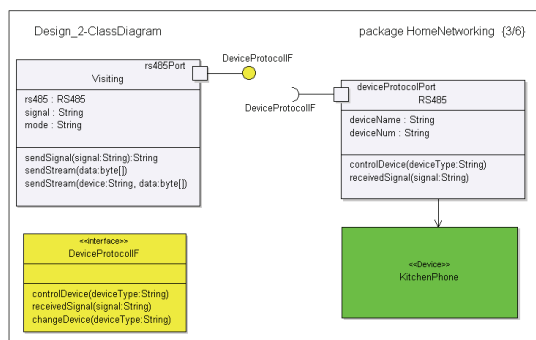 Design_2-ClassDiagram
package HomeNetworking {3/6}
rs485Port
Visiting
rs485 : RS485
signal : String
mode : String
sendSignal(signal:String):String
sendStream(data:byte[])
sendStream(device:String, data:byte[])
DeviceProtocolIF
DeviceProtocolIF
deviceProtocolPort
RS485
deviceName : String
deviceNum : String
controlDevice(deviceType:String)
receivedSignal(signal:String)
<<interface>>
DeviceProtocolIF
controlDevice(deviceType:String)
receivedSignal(signal:String)
changeDevice(deviceType:String)
<<Device>>
KitchenPhone